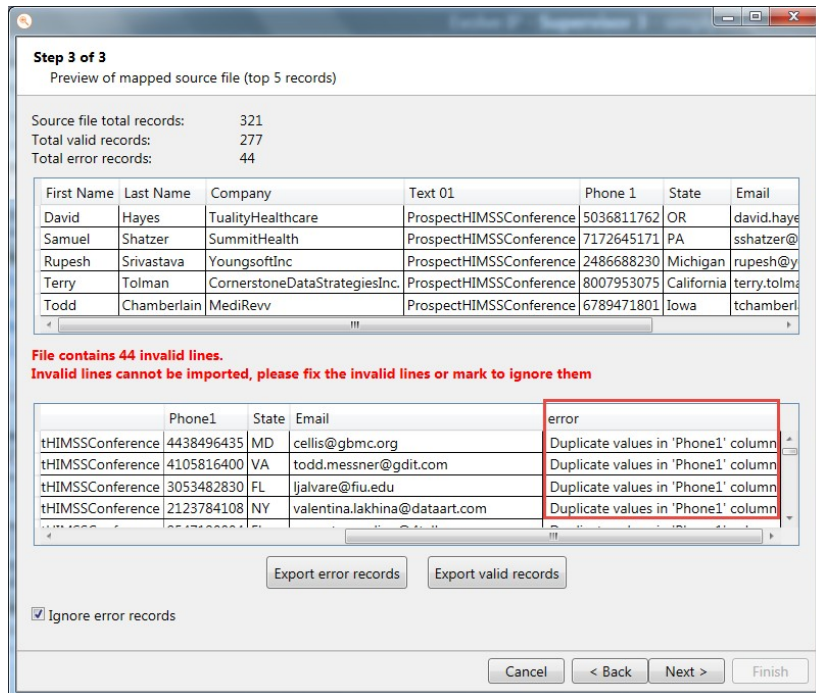 Step 3 of 3
Preview of mapped source file (top 5 records)
Source file total records: 321
Total valid records: 277
Total error records: 44
First Name Last Name Company Text 01 Phone 1 State Email
David Hayes TualityHealthcare ProspectHIMSSConference 5036811762 OR david.haye
Samuel Shatzer SummitHealth ProspectHIMSSConference 7172645171 PA sshatzer@
Rupesh Srivastava YoungsoftInc ProspectHIMSSConference 2486688230 Michigan rupesh@y
Terry Tolman CornerstoneDataStrategiesInc. ProspectHIMSSConference 8007953075 California terry.tolma
Todd Chamberlain MediRevv ProspectHIMSSConference 6789471801 Iowa tchamberl
File contains 44 invalid lines.
Invalid lines cannot be imported, please fix the invalid lines or mark to ignore them
Phone1 State Email error
tHIMSSConference 4438496435 MD cellis@gbmc.org Duplicate values in 'Phone1' column
tHIMSSConference 4105816400 VA todd.messner@gdit.com Duplicate values in 'Phone1' column
tHIMSSConference 3053482830 FL ljalvare@fiu.edu Duplicate values in 'Phone1' column
tHIMSSConference 2123784108 NY valentina.lakhina@dataart.com Duplicate values in 'Phone1' column
Export error records Export valid records
Ignore error records
Cancel < Back Next > Finish